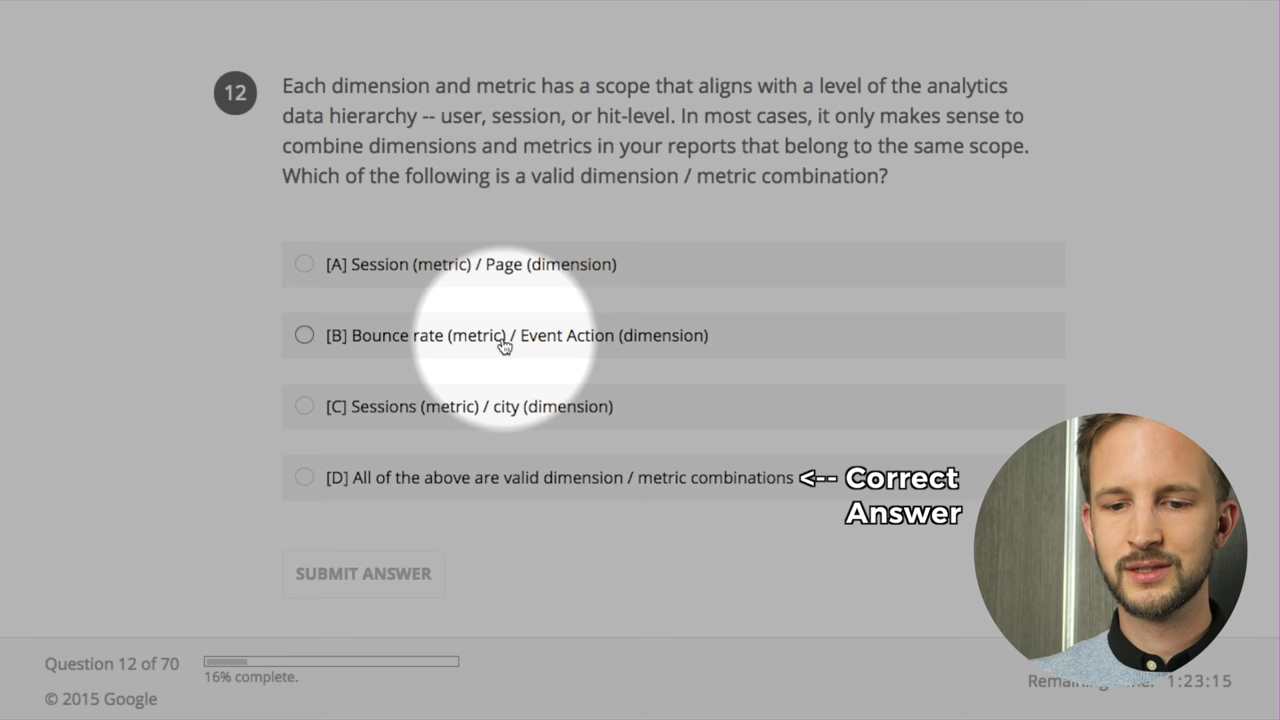 12
Each dimension and metric has a scope that aligns with a level of the analytics
data hierarchy -- user, session, or hit-level. In most cases, it only makes sense to
combine dimensions and metrics in your reports that belong to the same scope.
Which of the following is a valid dimension / metric combination?
[A] Session (metric) / Page (dimension)
[B] Bounce rate (metric) / Event Action (dimension)
[C] Sessions (metric) / city (dimension)
[D] All of the above are valid dimension / metric combinations
<-- Correct
Answer
SUBMIT ANSWER
Question 12 of 70
16% complete.
© 2015 Google
1:23:15